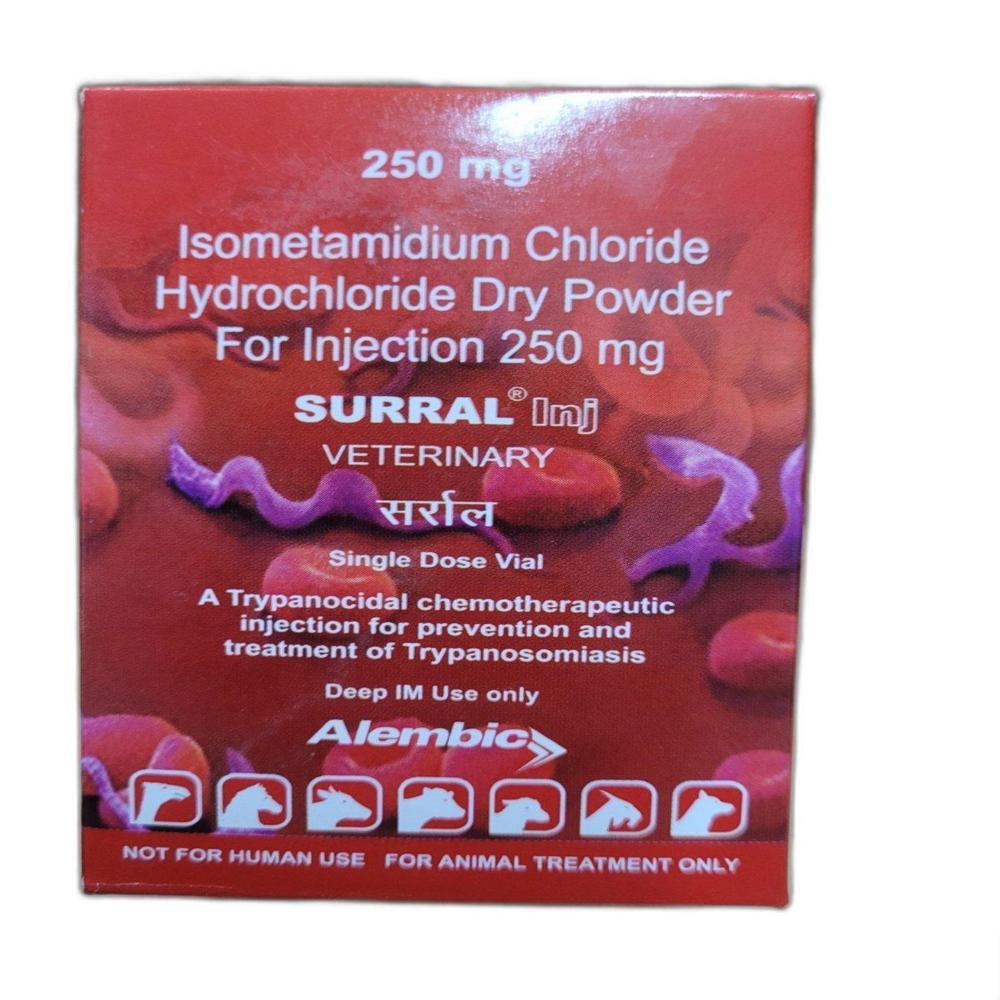 250 mg
Isometamidium Chloride
Hydrochloride Dry Powder
For Injection 250 mg
SURRAL® Inj
VETERINARY
सर्राल
Single Dose Vial
A Trypanocidal chemotherapeutic
injection for prevention and
treatment of Trypanosomiasis
Deep IM Use only
Alembic
NOT FOR HUMAN USE FOR ANIMAL TREATMENT ONLY